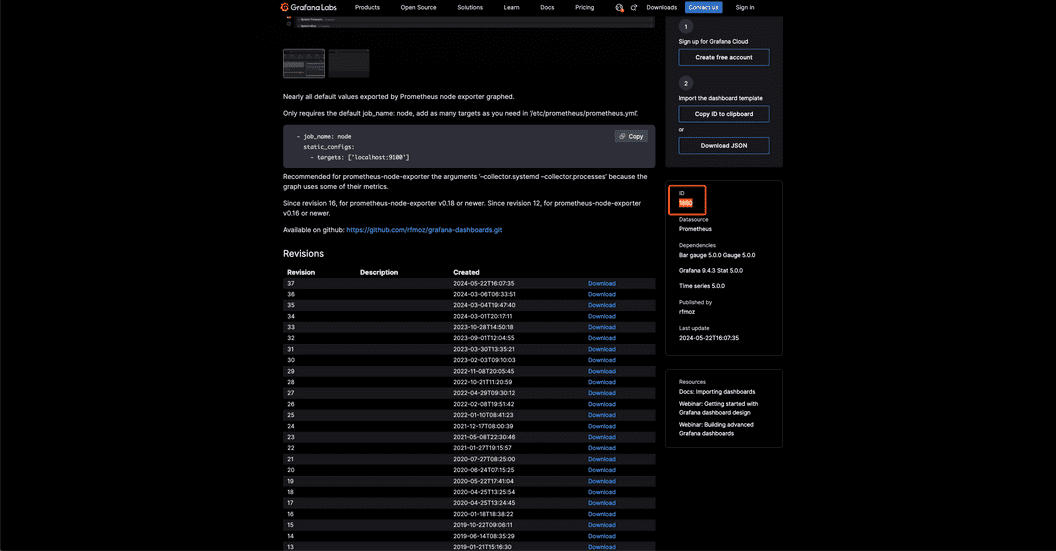 Grafana Labs
Products
Open Source
Solutions
Learn
Docs
Pricing
Downloads
Contact us
Sign in
Nearly all default values exported by Prometheus node exporter graphed.
Only requires the default job_name: node, add as many targets as you need in '/etc/prometheus/prometheus.yml'.
- job_name: node
static_configs:
- targets: ['localhost:9100']
Copy
Recommended for prometheus-node-exporter the arguments '–collector.systemd –collector.processes' because the
graph uses some of their metrics.
Since revision 16, for prometheus-node-exporter v0.18 or newer. Since revision 12, for prometheus-node-exporter
v0.16 or newer.
Available on github: https://github.com/rfmoz/grafana-dashboards.git
Revisions
Revision Description Created
37 2024-05-22T16:07:35 Download
36 2024-03-06T06:33:51 Download
35 2024-03-04T19:47:40 Download
34 2024-03-01T20:17:11 Download
33 2023-10-28T14:50:18 Download
32 2023-09-01T12:04:55 Download
31 2023-03-30T13:35:21 Download
30 2023-02-03T09:10:03 Download
29 2022-11-08T20:05:45 Download
28 2022-10-21T11:20:59 Download
27 2022-04-29T09:30:12 Download
26 2022-02-08T19:51:42 Download
25 2022-01-10T08:41:23 Download
24 2021-12-17T08:00:39 Download
23 2021-05-08T22:30:46 Download
22 2021-01-27T19:15:57 Download
21 2020-07-27T08:25:00 Download
20 2020-06-24T07:15:25 Download
19 2020-05-22T17:41:04 Download
18 2020-04-25T13:25:54 Download
17 2020-04-25T13:24:45 Download
16 2020-01-18T18:38:22 Download
15 2019-10-22T09:06:11 Download
14 2019-06-14T08:35:29 Download
13 2019-01-21T15:16:30 Download
1
Sign up for Grafana Cloud
Create free account
2
Import the dashboard template
Copy ID to clipboard
or
Download JSON
ID
1860
Datasource
Prometheus
Dependencies
Bar gauge 5.0.0 Gauge 5.0.0
Grafana 9.4.3 Stat 5.0.0
Time series 5.0.0
Published by
rfmoz
Last update
2024-05-22T16:07:35
Resources
Docs: Importing dashboards
Webinar: Getting started with
Grafana dashboard design
Webinar: Building advanced
Grafana dashboards